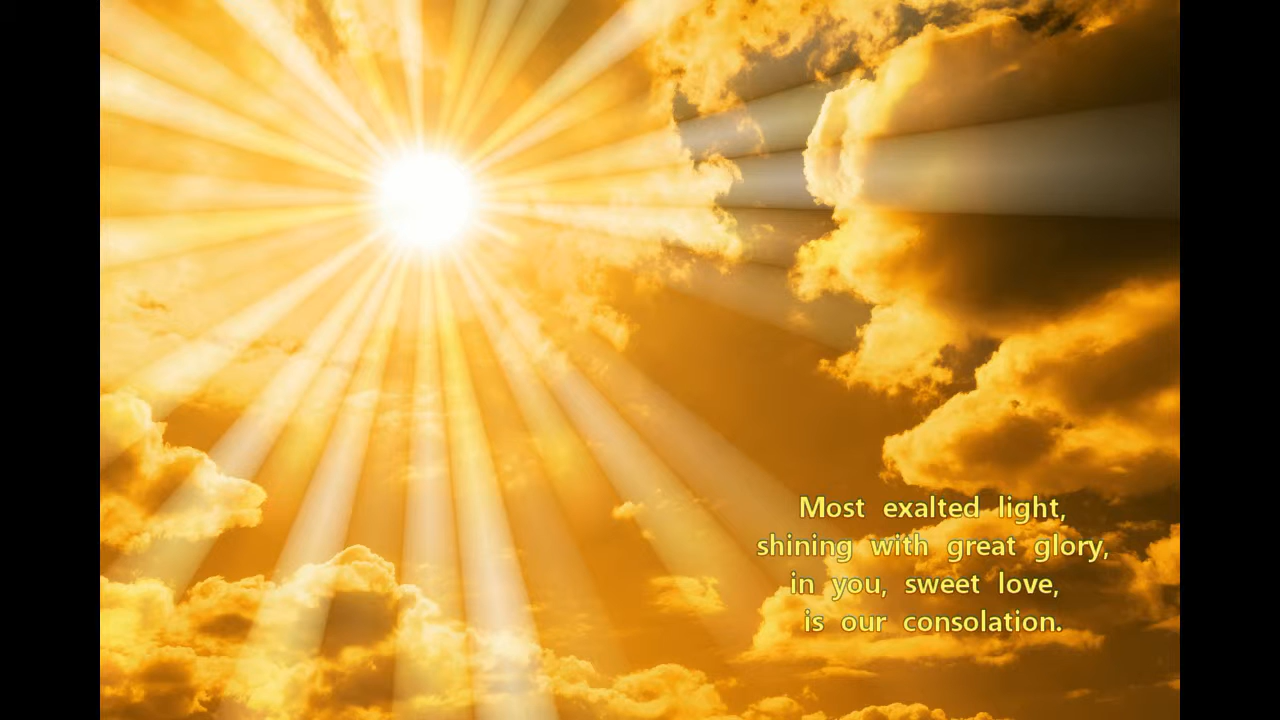 Most exalted light,
shining with great glory,
in you, sweet love,
is our consolation.